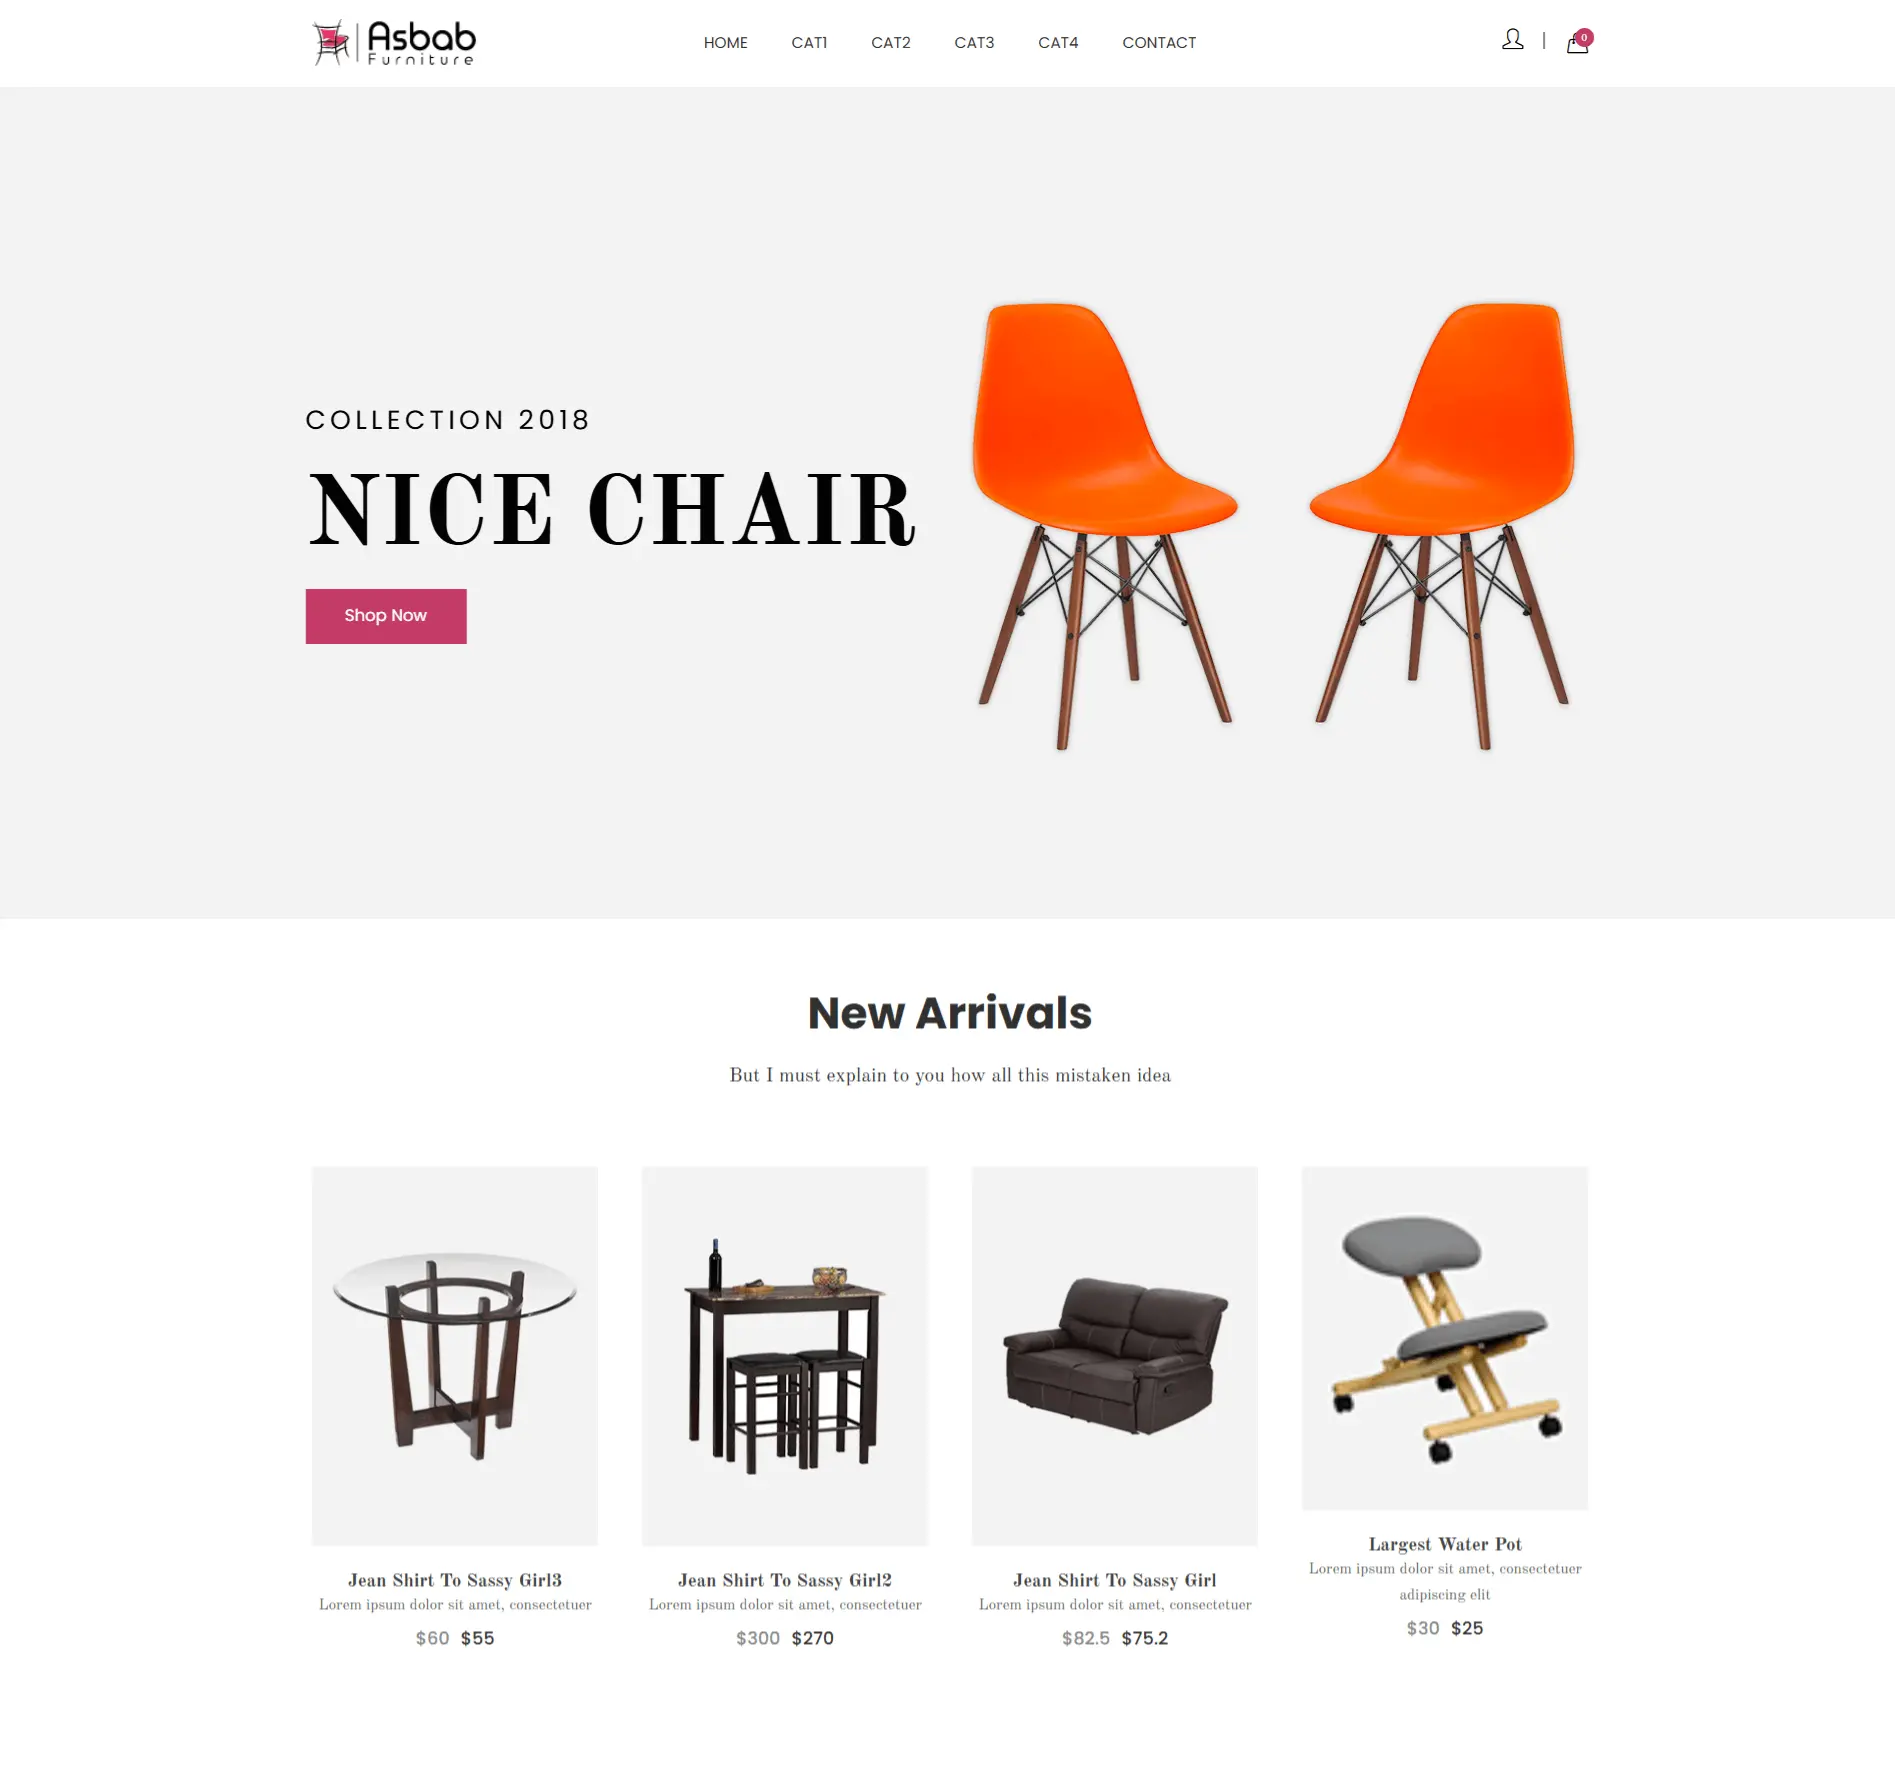 Asbab
Furniture
HOME CAT1 CAT2 CAT3 CAT4 CONTACT
0
COLLECTION 2018
NICE CHAIR
Shop Now
New Arrivals
But I must explain to you how all this mistaken idea
Jean Shirt To Sassy Girl3
Lorem ipsum dolor sit amet, consectetuer
$60 $55
Jean Shirt To Sassy Girl2
Lorem ipsum dolor sit amet, consectetuer
$300 $270
Jean Shirt To Sassy Girl
Lorem ipsum dolor sit amet, consectetuer
$82.5 $75.2
Largest Water Pot
Lorem ipsum dolor sit amet, consectetuer
adipiscing elit
$30 $25